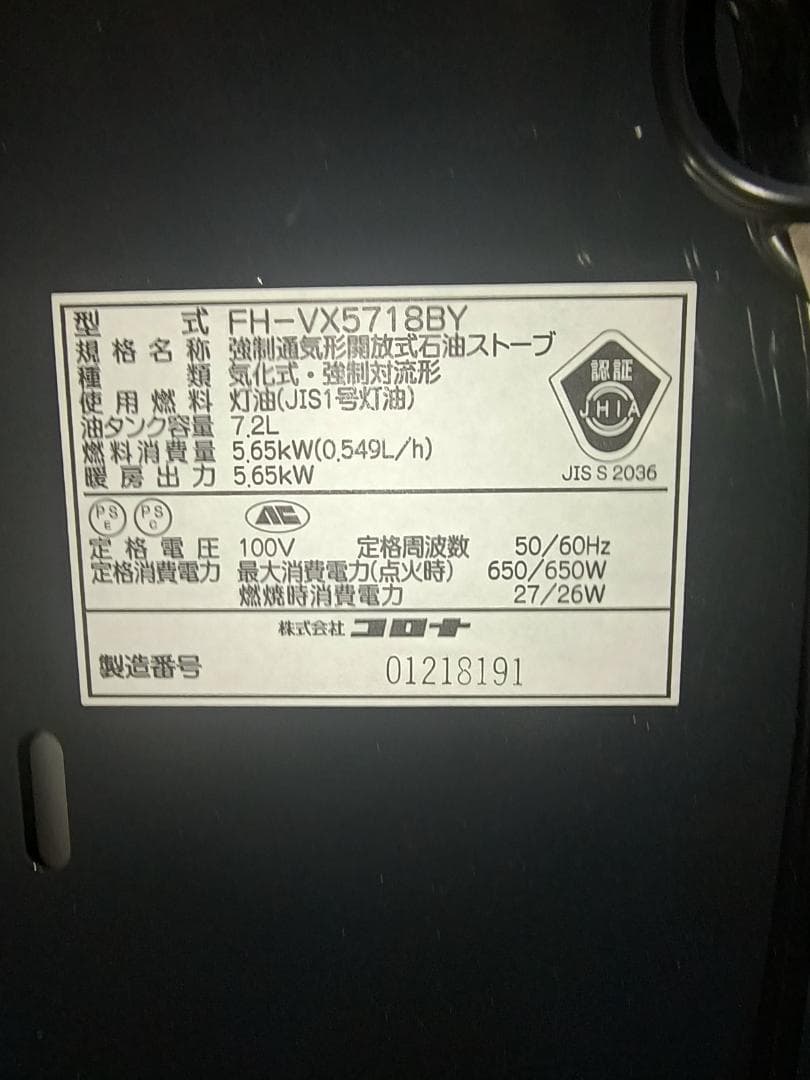 型式 FH-VX5718BY
規格名称 強制通気形開放式石油ストーブ
種類 気化式・強制対流形
使用燃料 灯油(JIS1号灯油)
油タンク容量 7.2L
燃料消費量 5.65kW(0.549L/h)
暖房出力 5.65kW
認証
JHIA
JIS S 2036
PS E PS C
定格電圧 100V 定格周波数 50/60Hz
定格消費電力 最大消費電力(点火時) 650/650W
燃焼時消費電力 27/26W
株式会社コロナ
製造番号 01218191